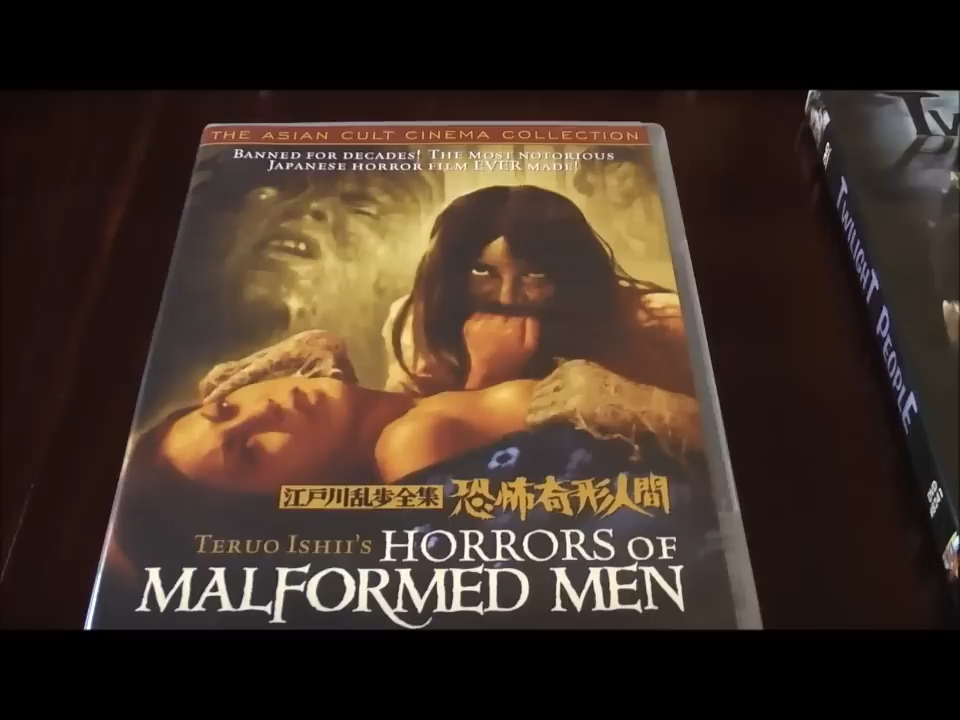 THE ASIAN CULT CINEMA COLLECTION
BANNED FOR DECADES! THE MOST NOTORIOUS
JAPANESE HORROR FILM EVER MADE!
江戸川乱歩全集 恐怖奇形人間
TERUO ISHII'S HORRORS OF
MALFORMED MEN
TWILIGHT PEOPLE
TW